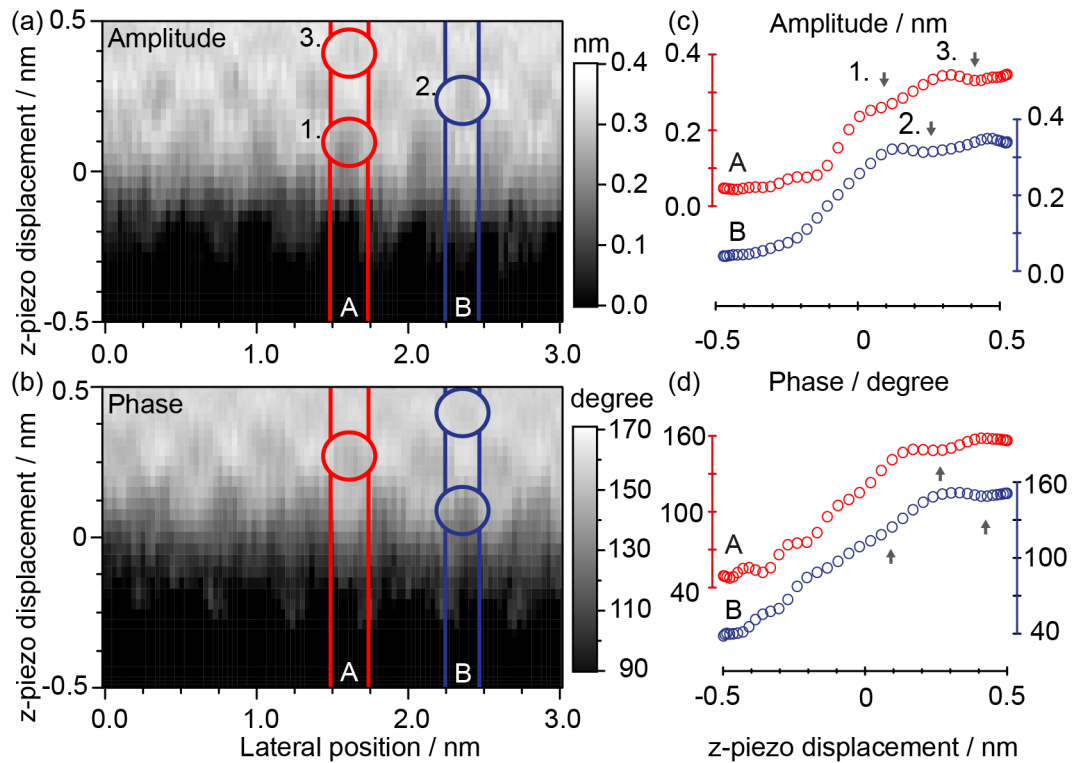 (a)
Amplitude
3.
2.
1.
A
B
z-piezo displacement / nm
0.5
0
-0.5
0.0
1.0
2.0
3.0
nm
0.4
0.3
0.2
0.1
0.0
(c)
Amplitude / nm
0.4
0.2
0.0
1.
3.
2.
A
B
0.4
0.2
0.0
-0.5
0
0.5
(b)
Phase
A
B
z-piezo displacement / nm
0.5
0
-0.5
0.0
1.0
2.0
3.0
Lateral position / nm
degree
170
150
130
110
90
(d)
Phase / degree
160
100
40
A
B
160
100
40
-0.5
0
0.5
z-piezo displacement / nm